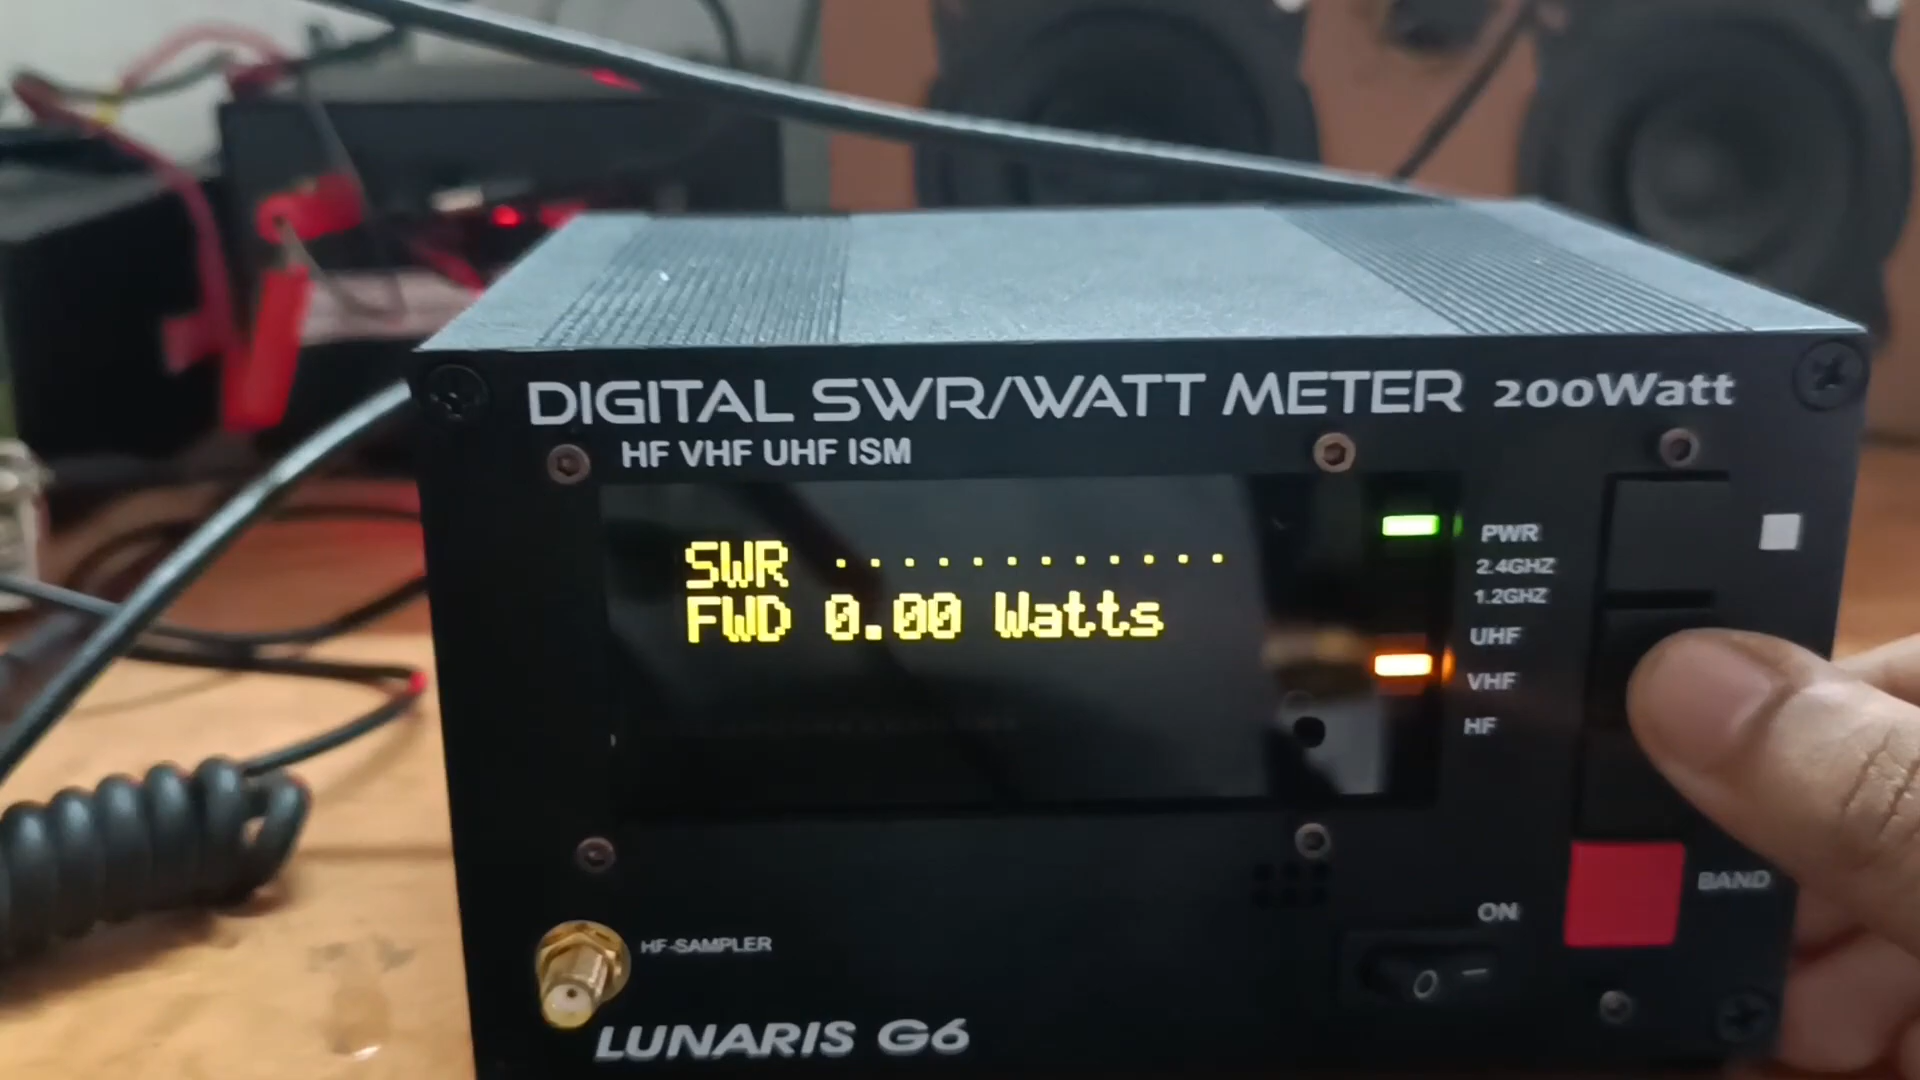 DIGITAL SWR/WATT METER 200Watt
HF VHF UHF ISM
SWR ............
FWD 0.00 Watts
PWR
2.4GHZ
1.2GHZ
UHF
VHF
HF
BAND
ON
O –
HF-SAMPLER
LUNARIS G6